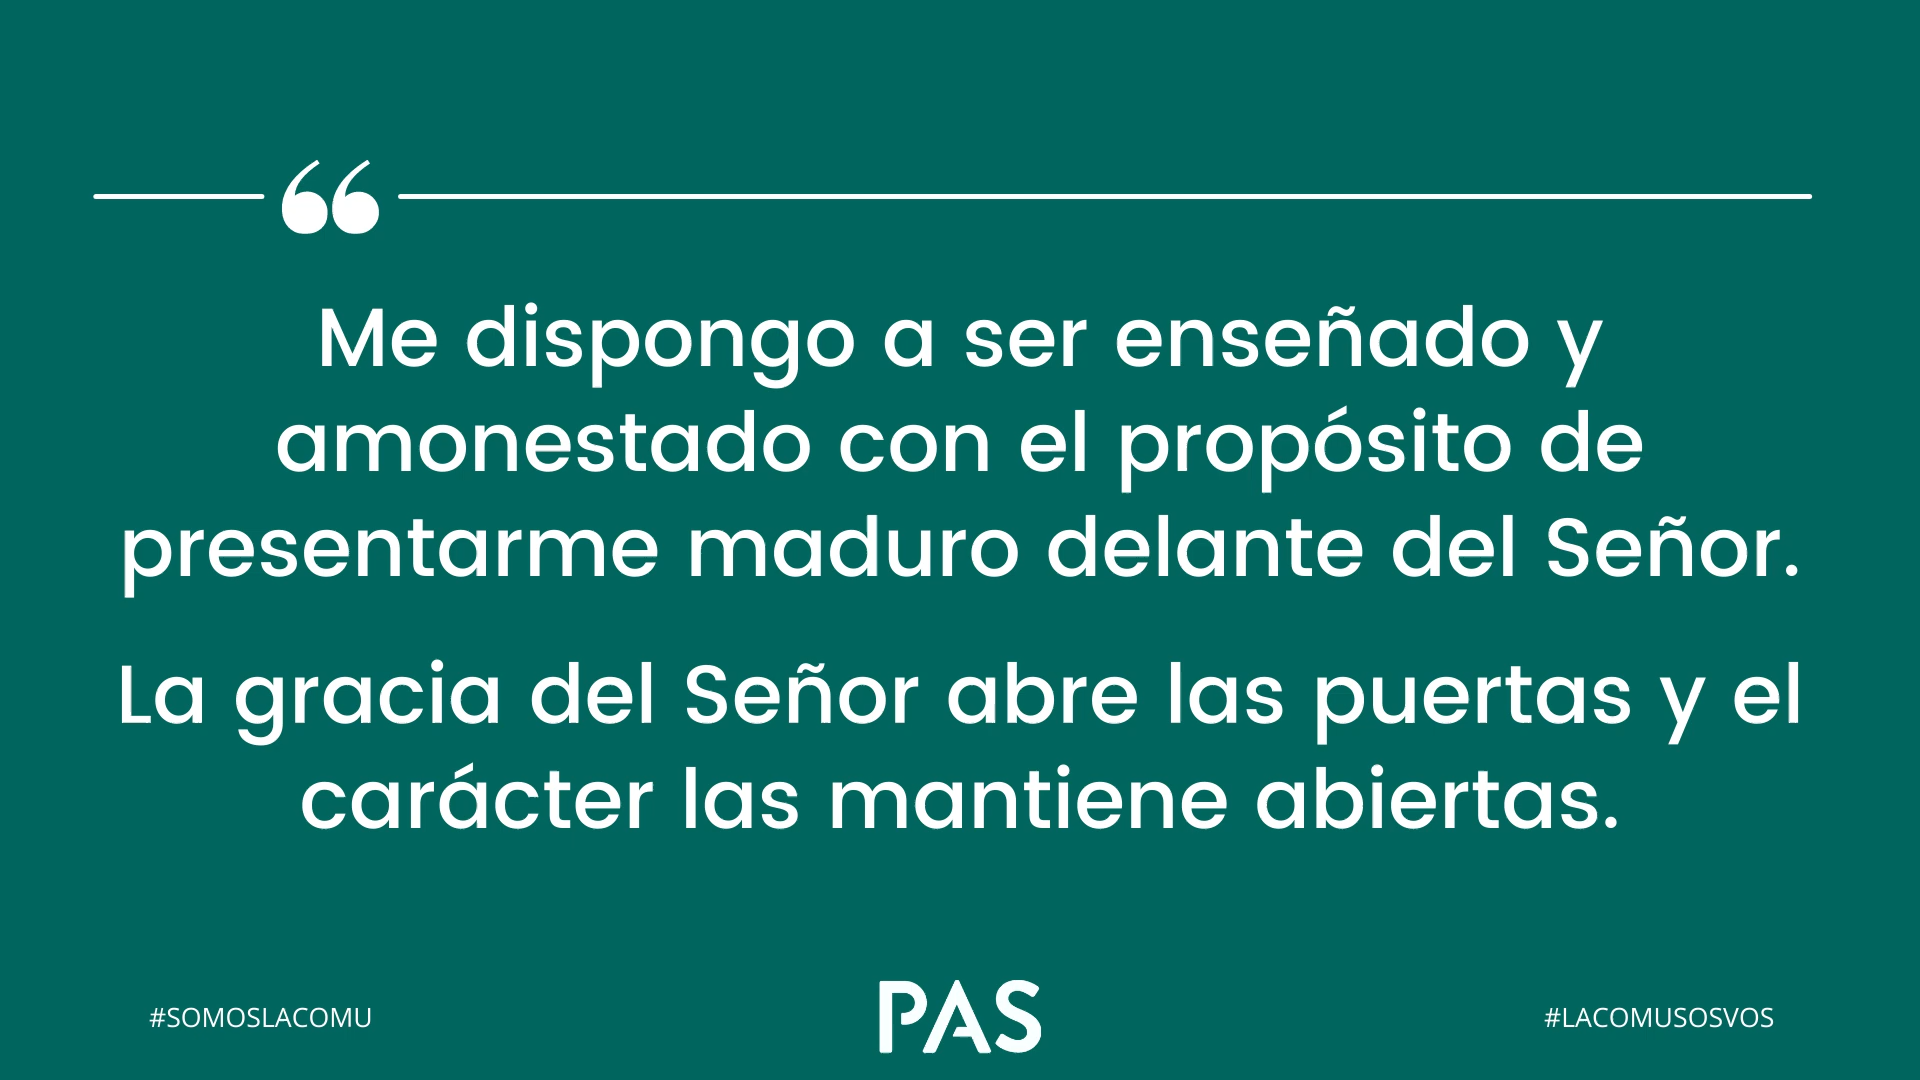 “
Me dispongo a ser enseñado y
amonestado con el propósito de
presentarme maduro delante del Señor.
La gracia del Señor abre las puertas y el
carácter las mantiene abiertas.
#SOMOSLACOMU
PAS
#LACOMUSOSVOS